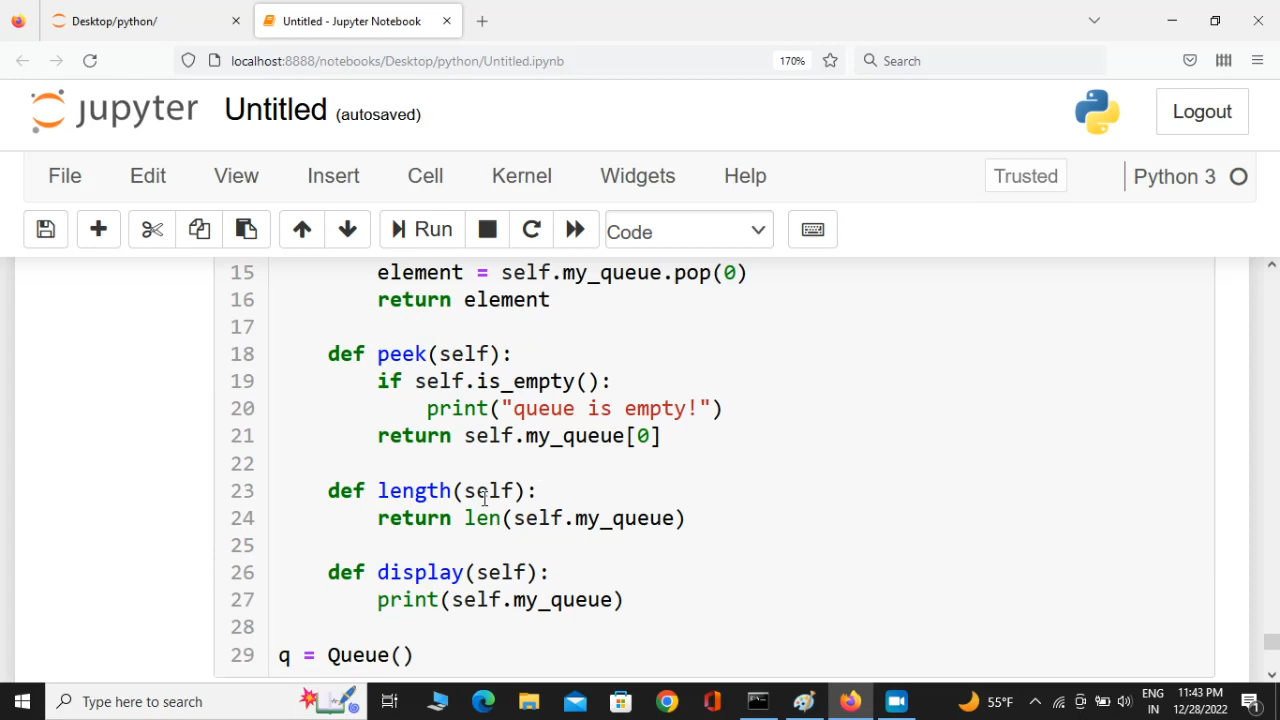 Desktop/python/
Untitled - Jupyter Notebook
localhost:8888/notebooks/Desktop/python/Untitled.ipynb
170%
Search
jupyter
Untitled (autosaved)
Logout
File Edit View Insert Cell Kernel Widgets Help
Trusted
Python 3
Run
Code
15 element = self.my_queue.pop(0)
16 return element
17
18 def peek(self):
19 if self.is_empty():
20 print("queue is empty!")
21 return self.my_queue[0]
22
23 def length(self):
24 return len(self.my_queue)
25
26 def display(self):
27 print(self.my_queue)
28
29 q = Queue()
Type here to search
55°F
ENG
IN
11:43 PM
12/28/2022
1